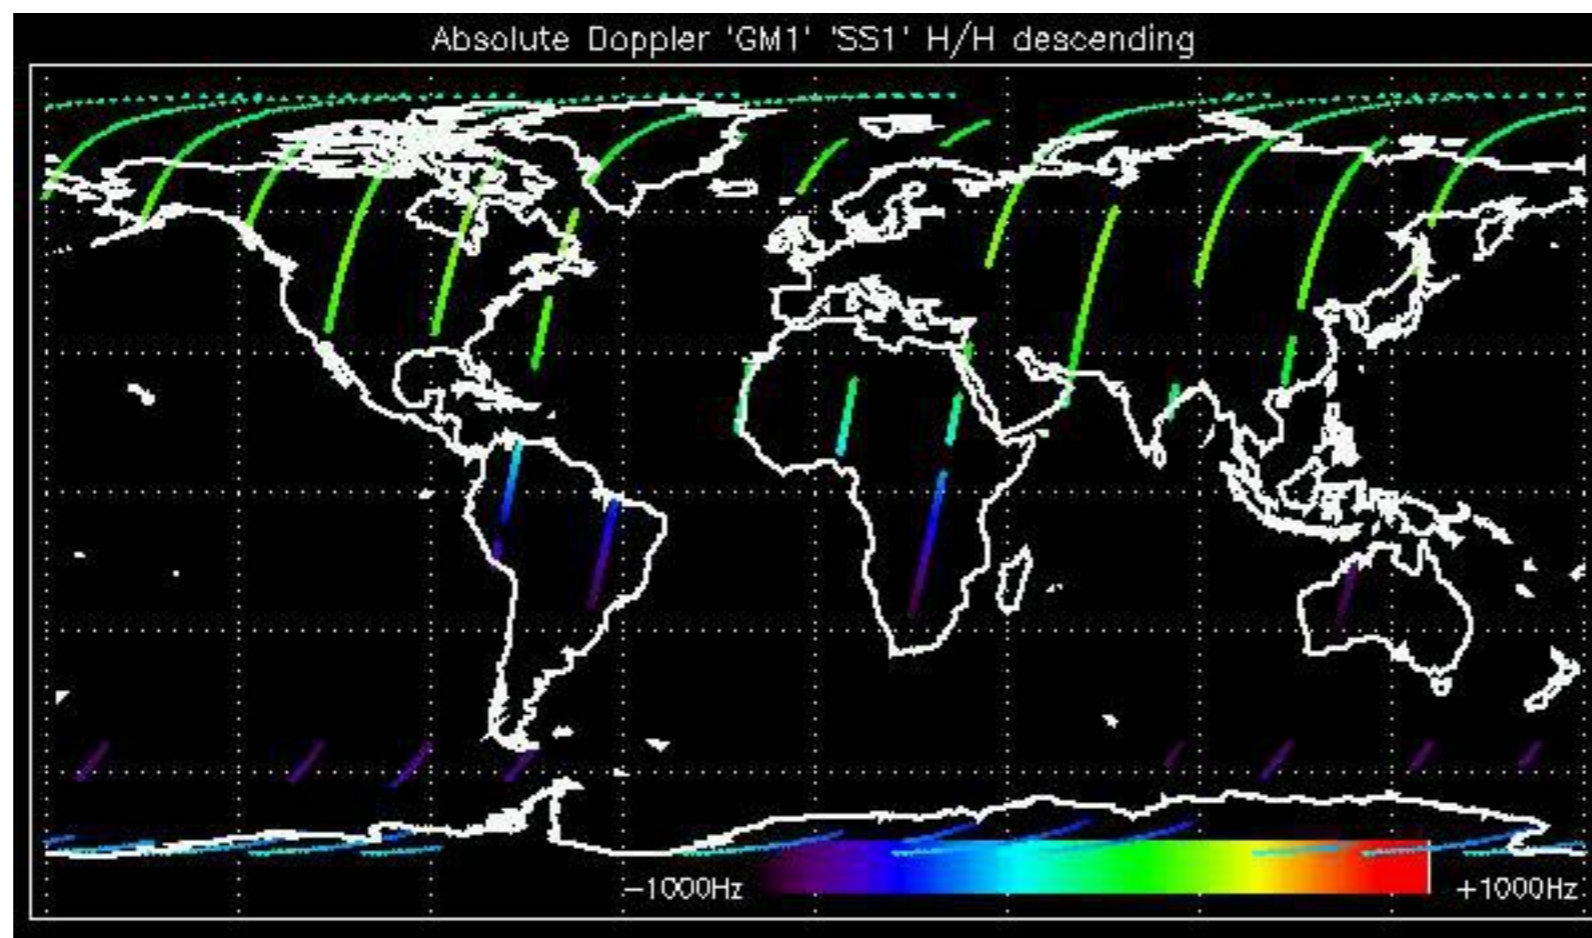 Absolute Doppler 'GM1' 'SS1' H/H descending
−1000Hz
+1000Hz